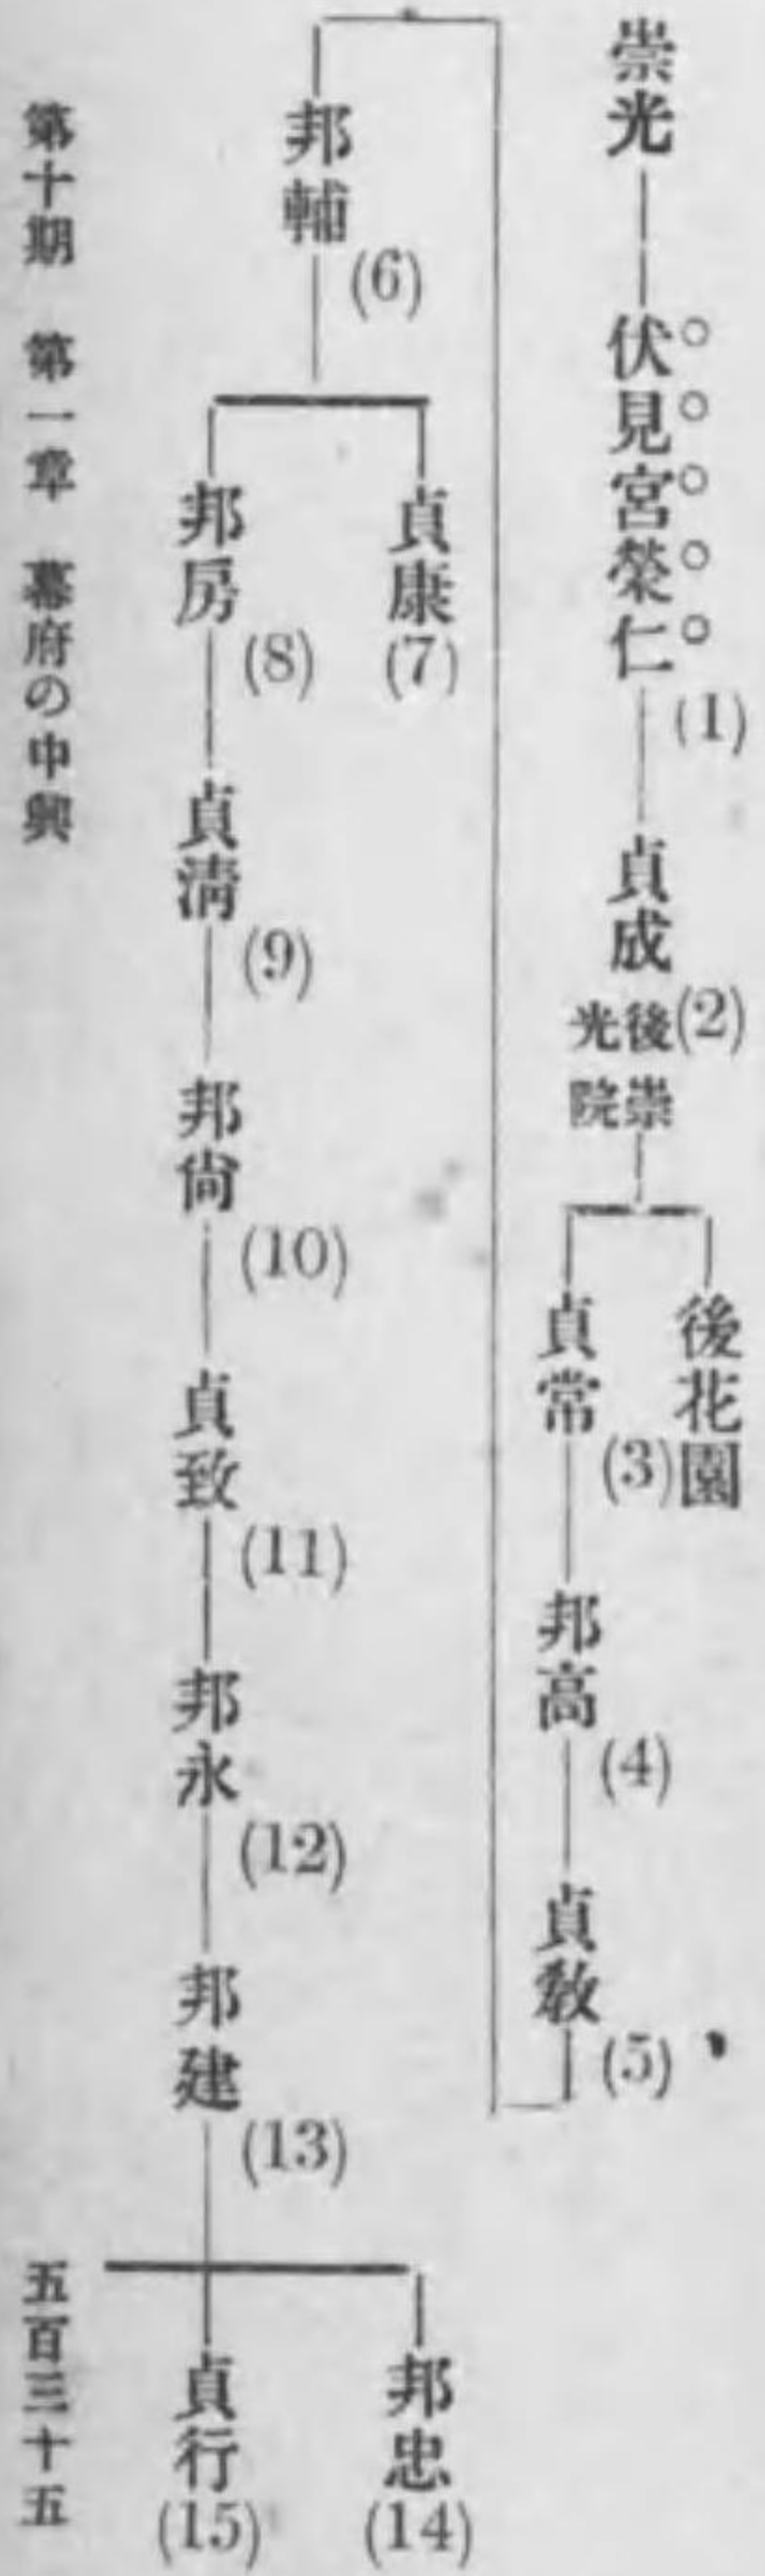 崇光
伏見宮榮仁(1)
貞成(2)
後崇
光院
後花園
貞常(3)
邦高(4)
貞敦(5)
邦輔(6)
貞康(7)
邦房(8)
貞淸(9)
邦尙(10)
貞致(11)
邦永(12)
邦建(13)
邦忠(14)
貞行(15)
第十期 第一章 幕府の中興
五百三十五